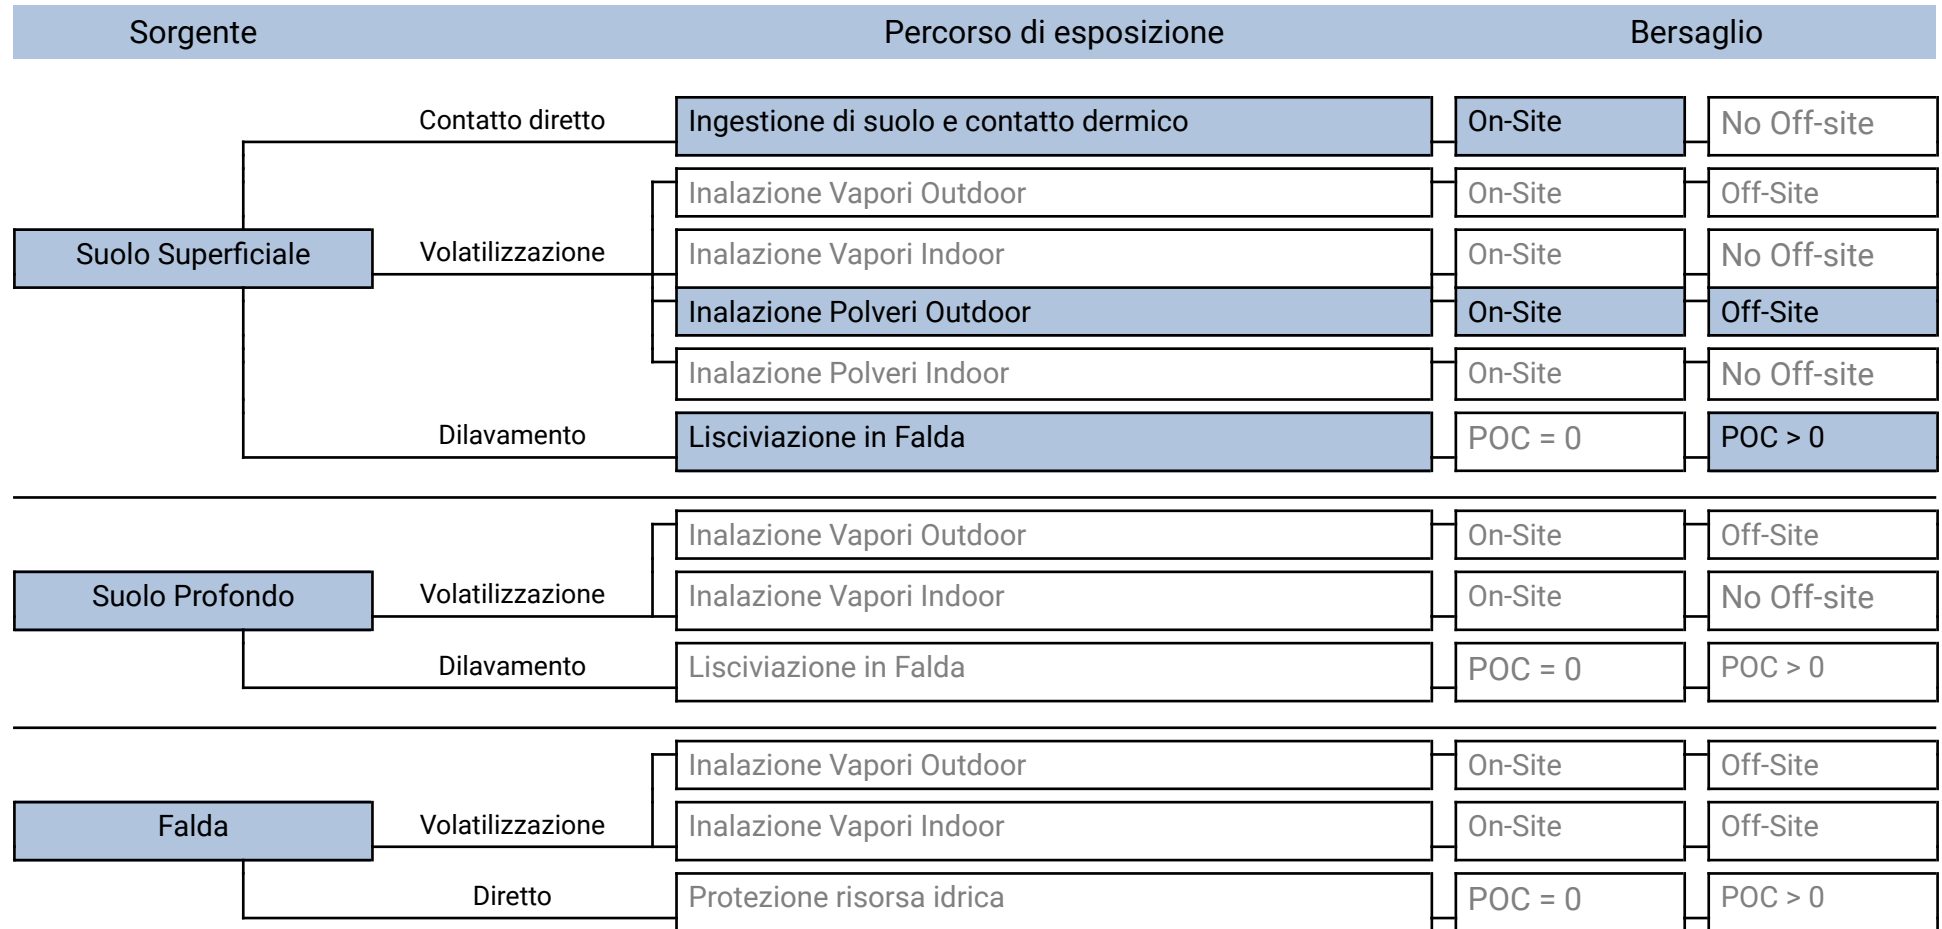 Sorgente Percorso di esposizione Bersaglio
Contatto diretto Ingestione di suolo e contatto dermico On-Site No Off-site
Inalazione Vapori Outdoor On-Site Off-Site
Suolo Superficiale Volatilizzazione Inalazione Vapori Indoor On-Site No Off-site
Inalazione Polveri Outdoor On-Site Off-Site
Inalazione Polveri Indoor On-Site No Off-site
Dilavamento Lisciviazione in Falda POC = 0 POC > 0
Inalazione Vapori Outdoor On-Site Off-Site
Suolo Profondo Volatilizzazione Inalazione Vapori Indoor On-Site No Off-site
Dilavamento Lisciviazione in Falda POC = 0 POC > 0
Inalazione Vapori Outdoor On-Site Off-Site
Falda Volatilizzazione Inalazione Vapori Indoor On-Site Off-Site
Diretto Protezione risorsa idrica POC = 0 POC > 0